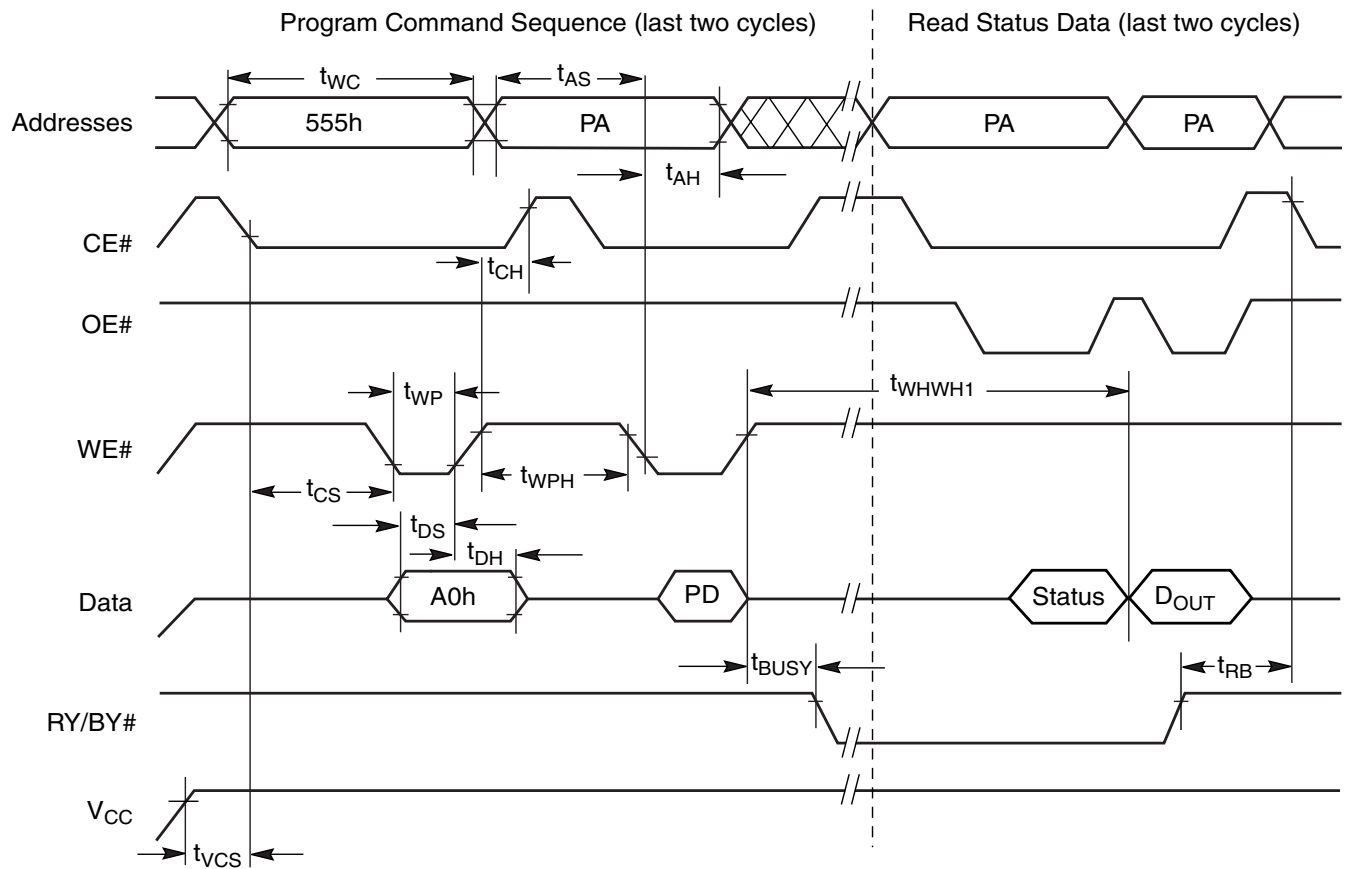 Program Command Sequence (last two cycles)
Read Status Data (last two cycles)
tWC
tAS
Addresses
555h
PA
PA
PA
tAH
CE#
tCH
OE#
tWP
tWHWH1
WE#
tWPH
tCS
tDS
tDH
Data
A0h
PD
Status
DOUT
tBUSY
tRB
RY/BY#
VCC
tVCS